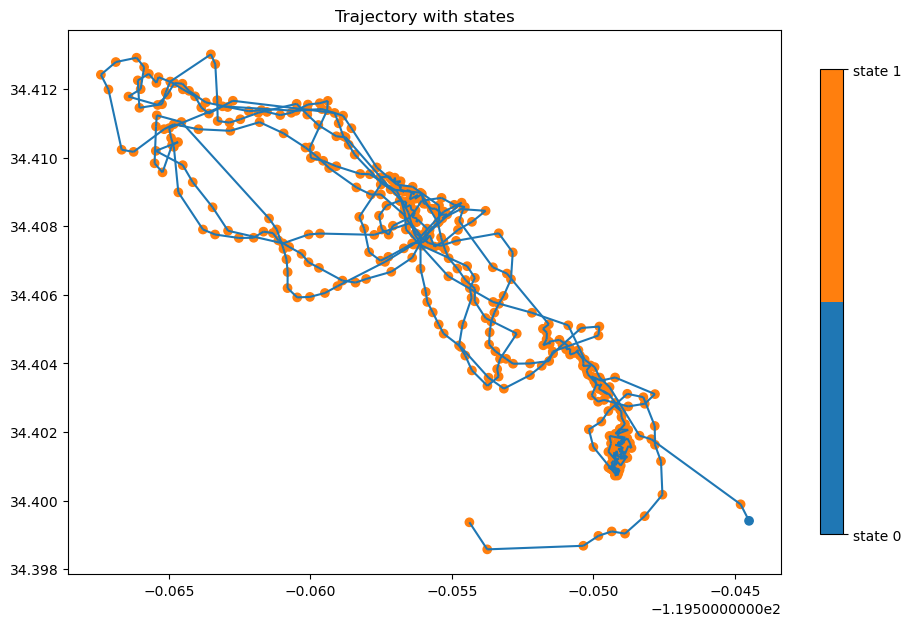 Trajectory with states
34.412
34.410
34.408
34.406
34.404
34.402
34.400
34.398
−0.065 −0.060 −0.055 −0.050 −0.045
−1.1950000000e2
state 1
state 0